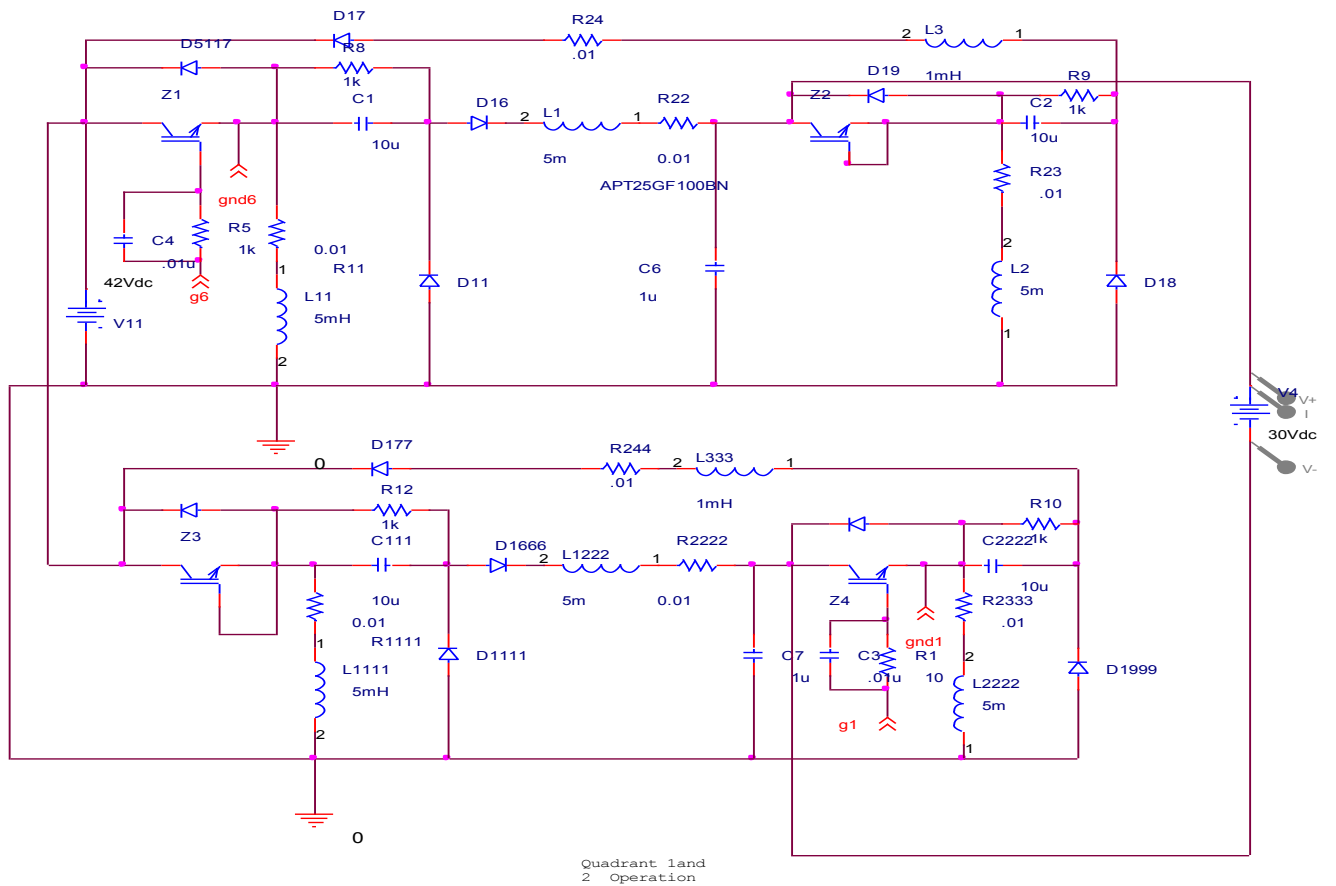 D17
R24
.01
2
L3
1
D5117
R8
1k
D19
1mH
R9
1k
Z1
C1
10u
D16
2
L1
1
5m
R22
0.01
Z2
C2
10u
APT25GF100BN
gnd6
R23
.01
C4
.01u
R5
1k
0.01
R11
g6
42Vdc
V11
1
L11
5mH
2
D11
C6
1u
2
L2
5m
1
D18
V4
V+
I
30Vdc
V-
0
D177
R244
.01
2
L333
1
1mH
Z3
R12
1k
C111
10u
D1666
2
L1222
1
5m
R2222
0.01
R10
1k
C2222
10u
Z4
0.01
R1111
1
L1111
5mH
2
D1111
C7
1u
C3
.01u
R1
10
gnd1
R2333
.01
2
L2222
5m
1
D1999
g1
0
Quadrant 1and
2 Operation